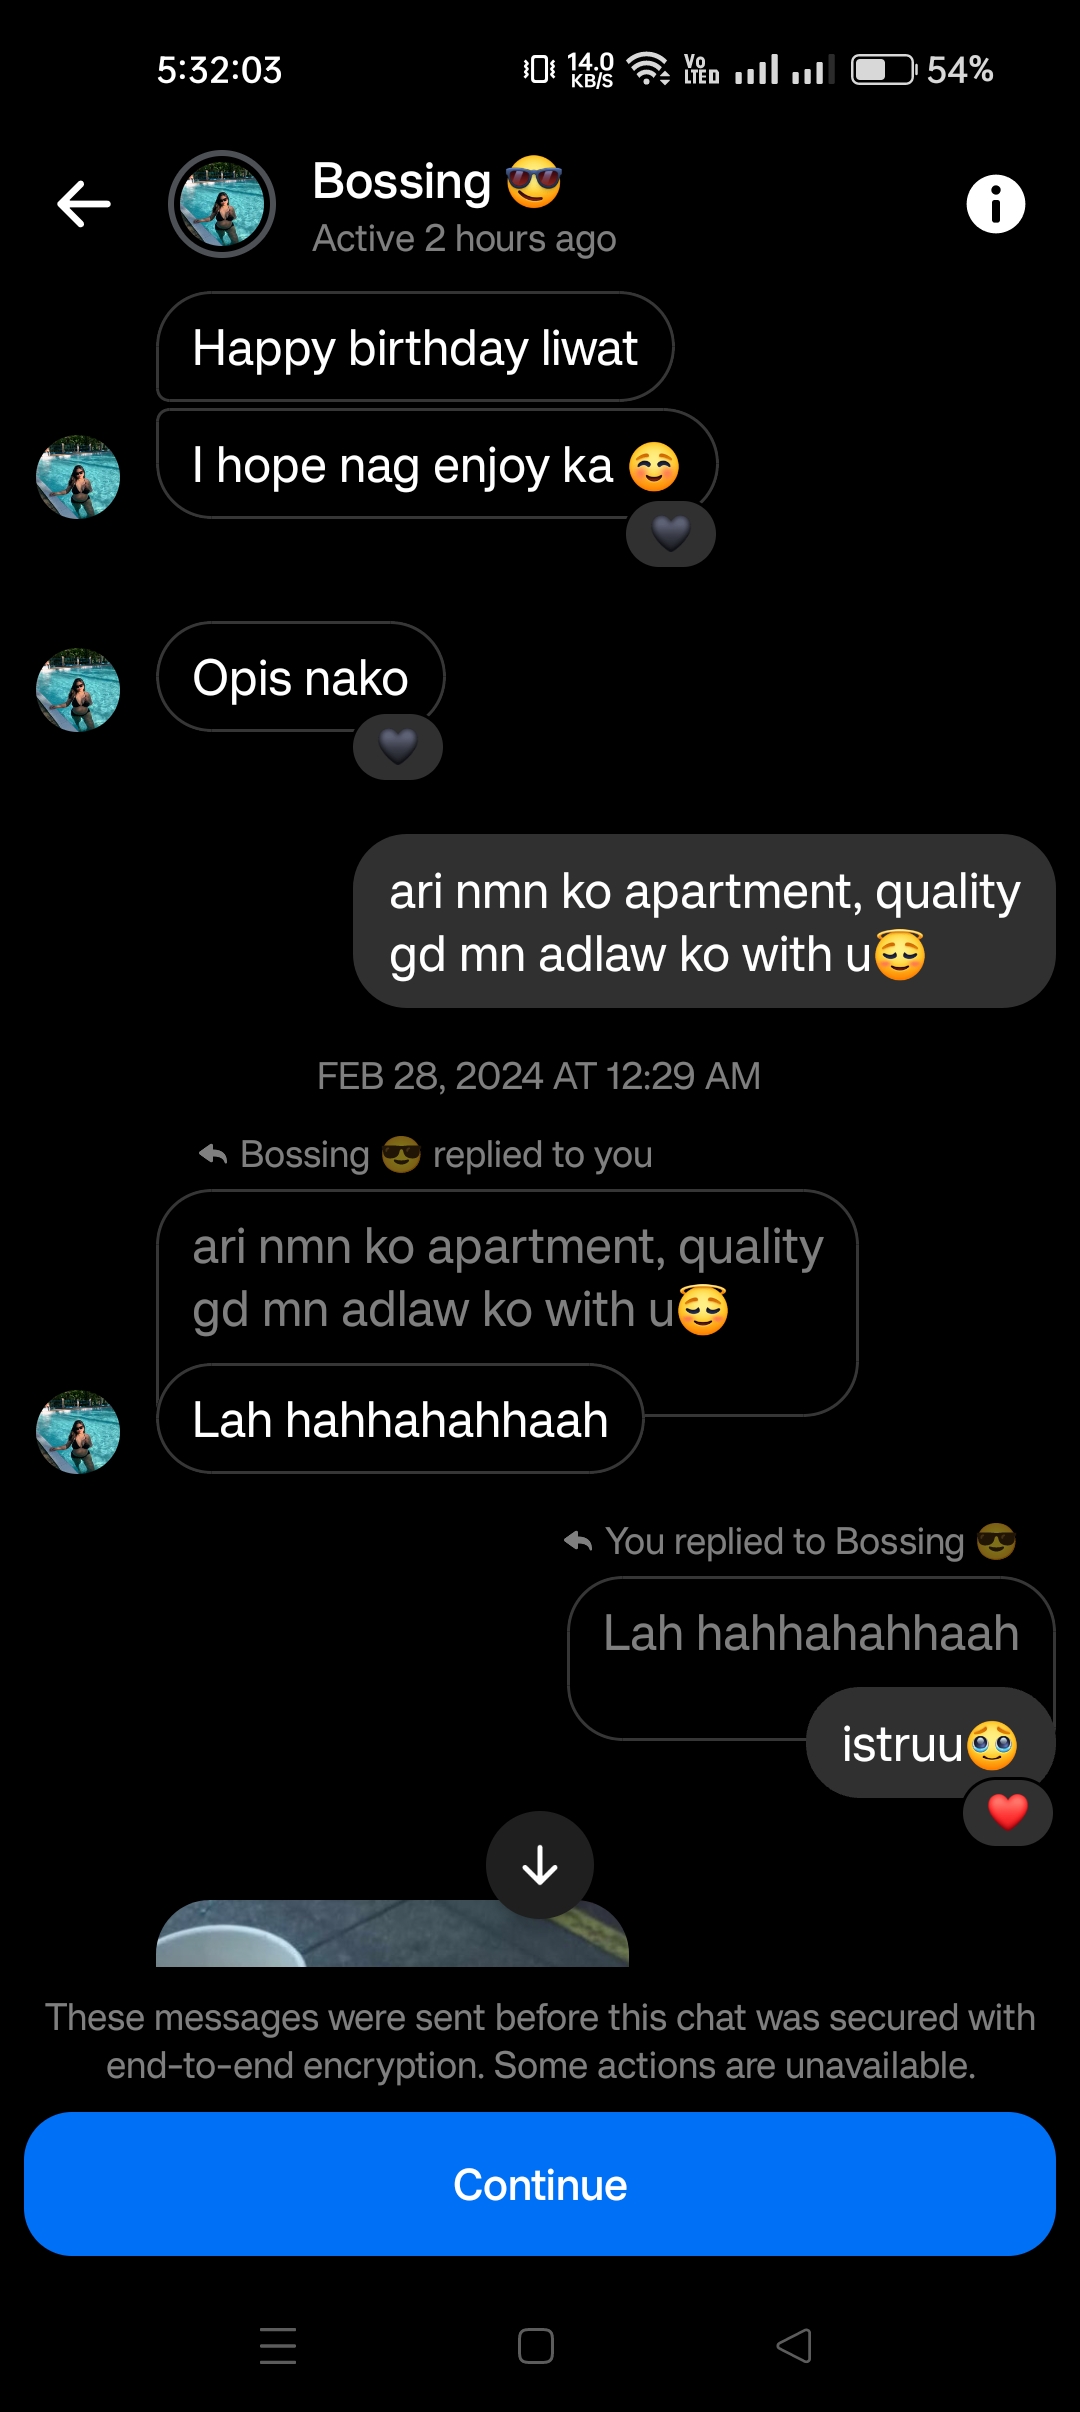 5:32:03
14.0
KB/S
Vo
LTED
54%
Bossing 😎
Active 2 hours ago
Happy birthday liwat
I hope nag enjoy ka ☺️
Opis nako
ari nmn ko apartment, quality
gd mn adlaw ko with u😇
FEB 28, 2024 AT 12:29 AM
Bossing 😎 replied to you
ari nmn ko apartment, quality
gd mn adlaw ko with u😇
Lah hahhahahhaah
You replied to Bossing 😎
Lah hahhahahhaah
istruu🥹
These messages were sent before this chat was secured with
end-to-end encryption. Some actions are unavailable.
Continue